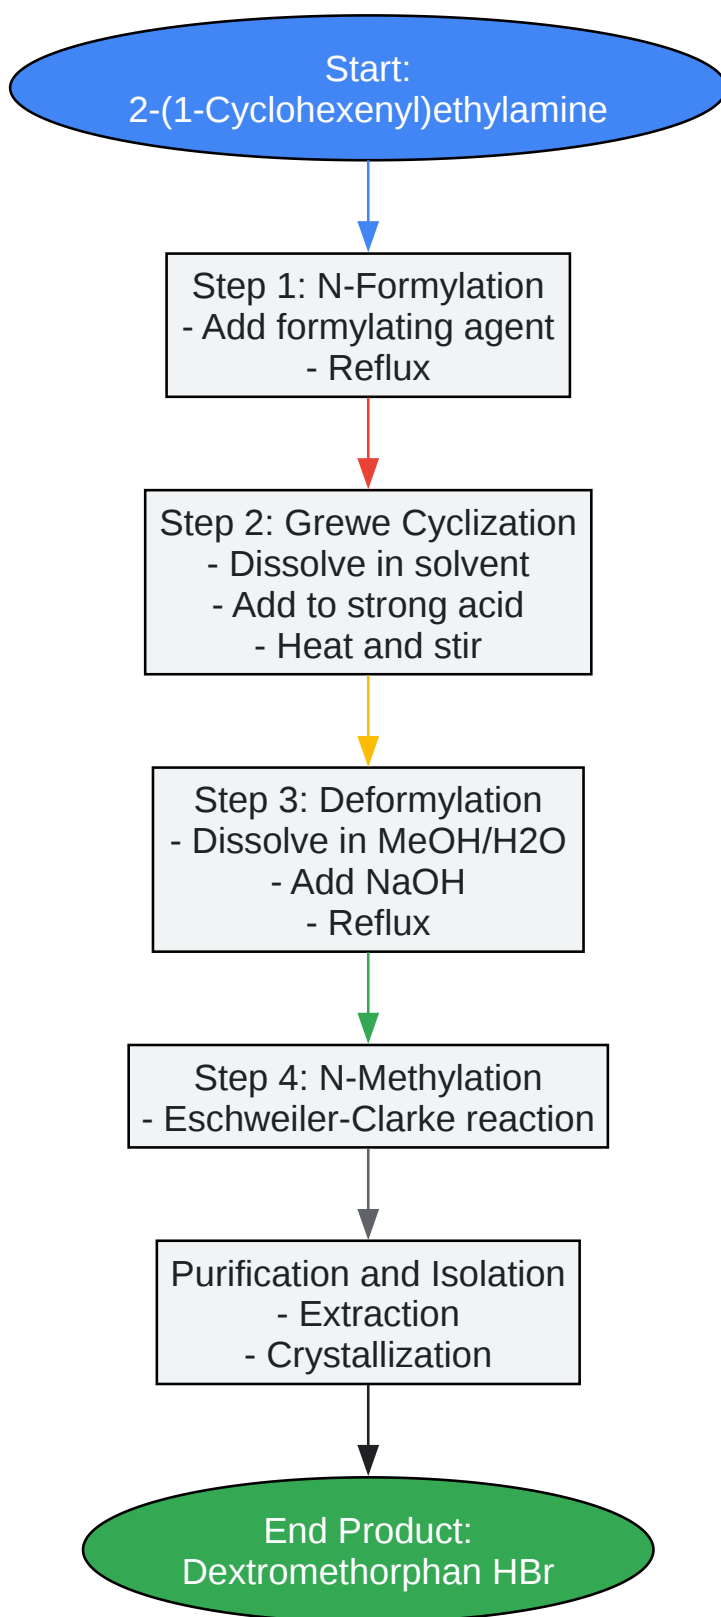 Start:
2-(1-Cyclohexenyl)ethylamine
Step 1: N-Formylation
- Add formylating agent
- Reflux
Step 2: Grewe Cyclization
- Dissolve in solvent
- Add to strong acid
- Heat and stir
Step 3: Deformylation
- Dissolve in MeOH/H2O
- Add NaOH
- Reflux
Step 4: N-Methylation
- Eschweiler-Clarke reaction
Purification and Isolation
- Extraction
- Crystallization
End Product:
Dextromethorphan HBr